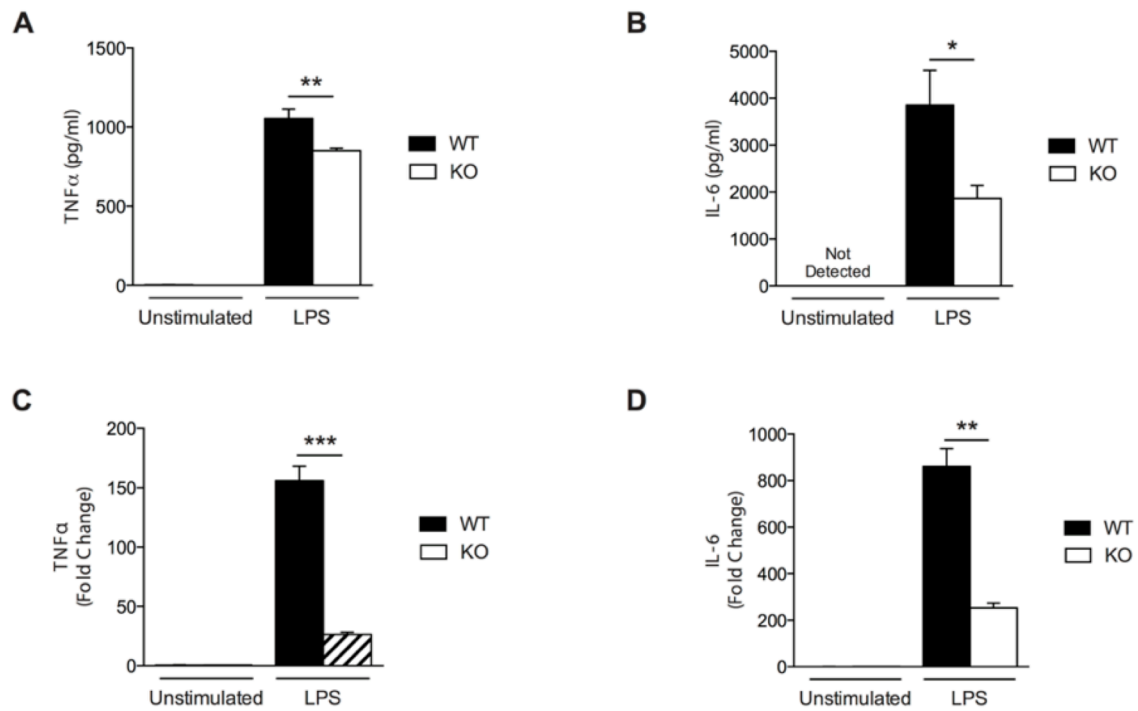 A
1500
1000
500
0
TNFα (pg/ml)
**
WT
KO
Unstimulated
LPS
B
5000
4000
3000
2000
1000
0
IL-6 (pg/ml)
*
Not
Detected
WT
KO
Unstimulated
LPS
C
200
150
100
50
0
TNFα
(Fold Change)
***
WT
KO
Unstimulated
LPS
D
1000
800
600
400
200
0
IL-6
(Fold Change)
**
WT
KO
Unstimulated
LPS